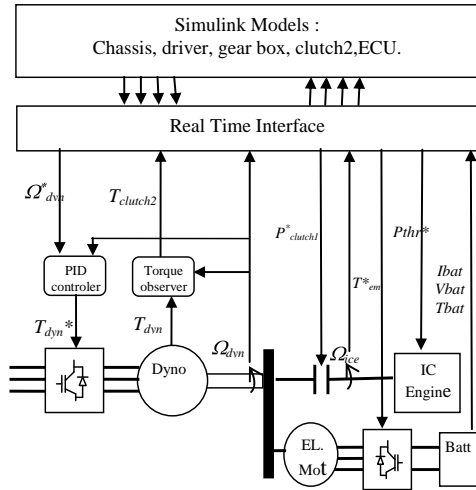 Simulink Models :
Chassis, driver, gear box, clutch2,ECU.
Real Time Interface
Ω*dyn
Tclutch2
P*clutch1
T*em
Pthr*
Ibat
Vbat
Tbat
PID
controler
Torque
observer
Tdyn*
Tdyn
Ωdyn
Ωice
Dyno
IC
Engine
EL.
Mot
Batt